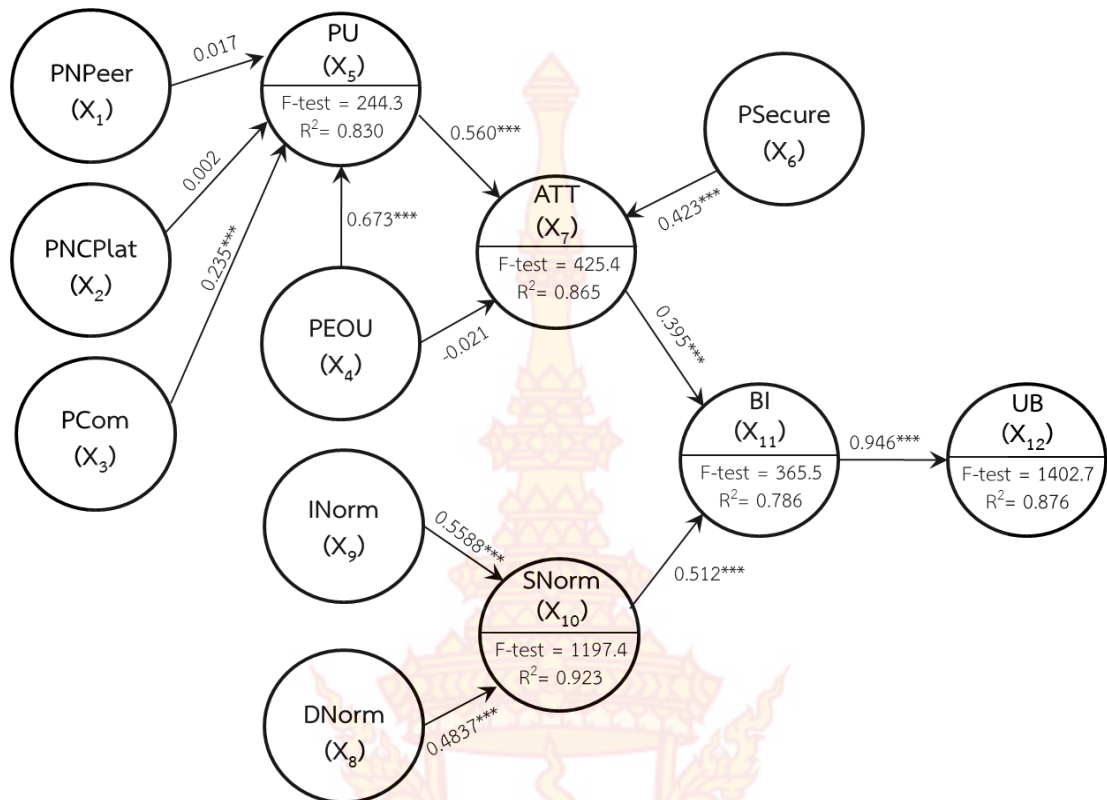 PNPeer
(X1)
0.017
PU
(X5)
F-test = 244.3
R2= 0.830
PSecure
(X6)
0.560***
0.423***
0.002
PNCPlat
(X2)
0.235***
0.673***
ATT
(X7)
F-test = 425.4
R2= 0.865
PEOU
(X4)
-0.021
0.395***
PCom
(X3)
BI
(X11)
F-test = 365.5
R2= 0.786
0.946***
UB
(X12)
F-test = 1402.7
R2= 0.876
INorm
(X9)
0.5588***
SNorm
(X10)
F-test = 1197.4
R2= 0.923
0.512***
DNorm
(X8)
0.4837***